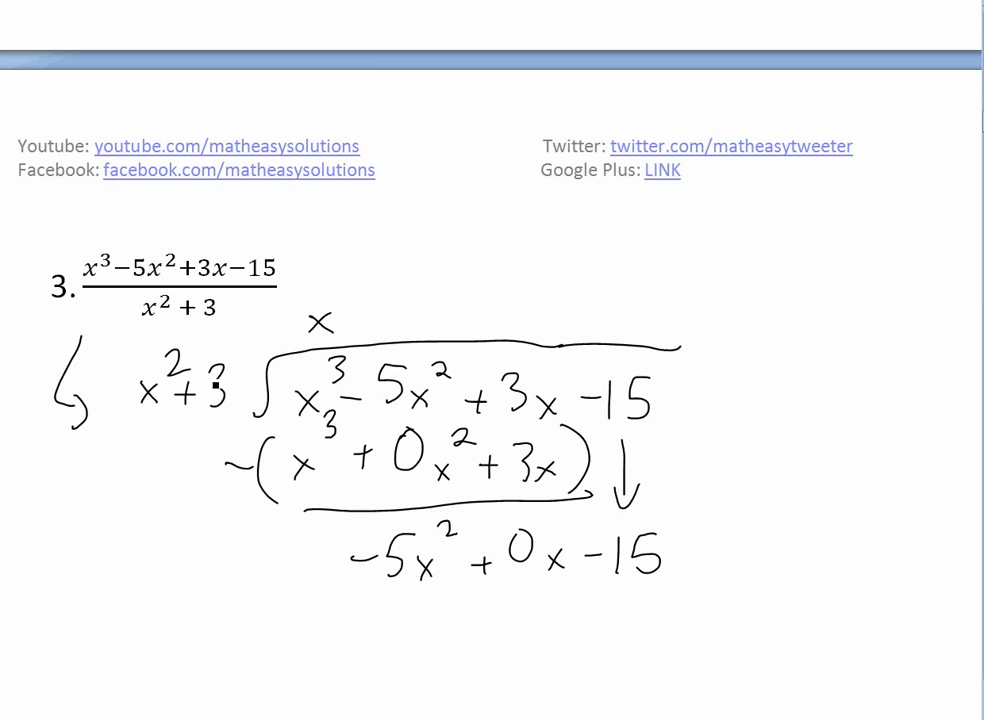 Youtube: youtube.com/matheasysolutions Twitter: twitter.com/matheasytweeter
Facebook: facebook.com/matheasysolutions Google Plus: LINK
3. x³−5x²+3x−15
x² + 3
x
x²+3 x³ - 5x² + 3x - 15
-(x³ + 0x² + 3x)
-5x² + 0x - 15